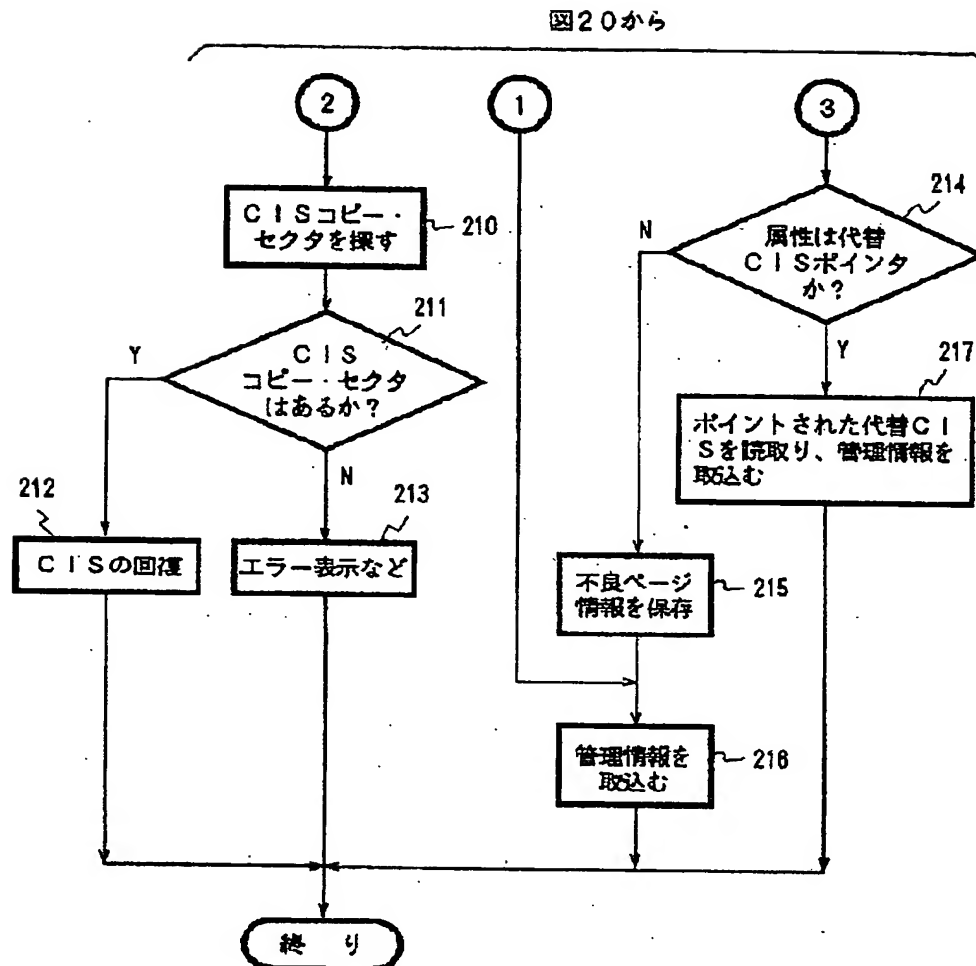 図20から
2
1
3
CISコピー・
セクタを探す
210
214
属性は代替
CISポインタ
か?
N
211
Y
CIS
コピー・セクタ
はあるか?
Y
217
ポイントされた代替CI
Sを読取り、管理情報を
取込む
N
212
213
CISの回復
エラー表示など
不良ページ
情報を保存
215
管理情報を
取込む
216
終り